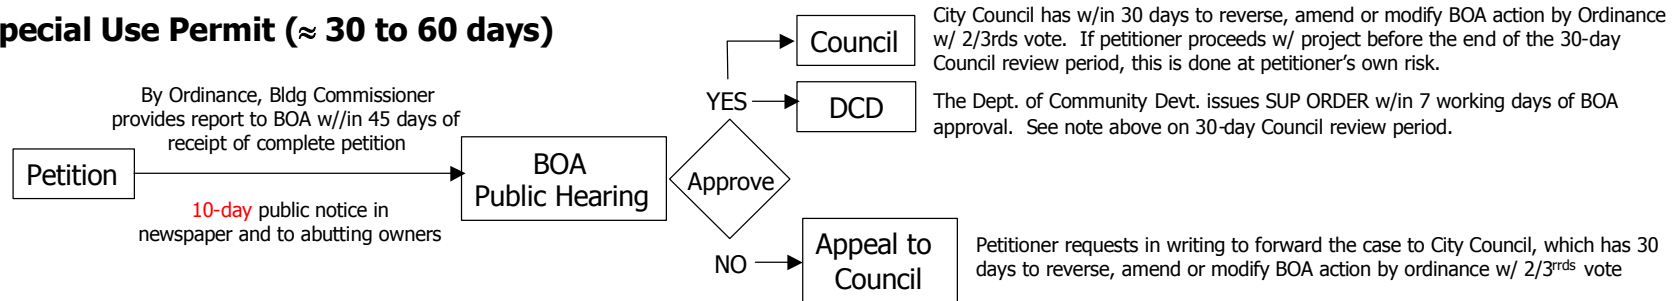 pecial Use Permit (≈ 30 to 60 days)
By Ordinance, Bldg Commissioner
provides report to BOA w//in 45 days of
receipt of complete petition
Petition
10-day public notice in
newspaper and to abutting owners
BOA
Public Hearing
Approve
YES
NO
Council
City Council has w/in 30 days to reverse, amend or modify BOA action by Ordinance
w/ 2/3rds vote.  If petitioner proceeds w/ project before the end of the 30-day
Council review period, this is done at petitioner’s own risk.
DCD
The Dept. of Community Devt. issues SUP ORDER w/in 7 working days of BOA
approval.  See note above on 30-day Council review period.
Appeal to
Council
Petitioner requests in writing to forward the case to City Council, which has 30
days to reverse, amend or modify BOA action by ordinance w/ 2/3rrds vote